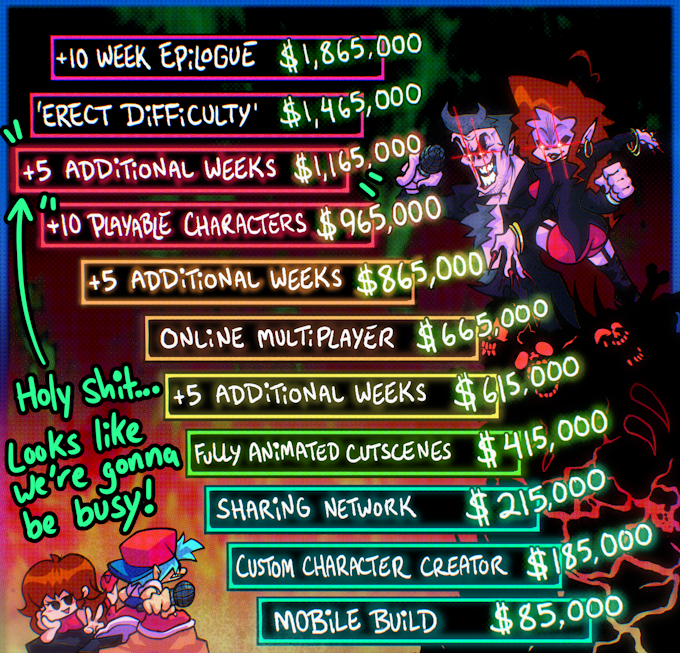 +10 WEEK EPiLOGUE $1,865,000
'ERECT DiFFiCULTY' $1,465,000
+5 ADDiTiONAL WEEKS $1,165,000
+10 PLAYABLE CHARACTERS $965,000
+5 ADDiTiONAL WEEKS $865,000
ONLiNE MULTiPLAYER $665,000
+5 ADDiTiONAL WEEKS $615,000
FULLY ANiMATED CUTSCENES $415,000
SHARiNG NETWORK $215,000
CUSTOM CHARACTER CREATOR $185,000
MOBiLE BUiLD $85,000
Holy shit...
Looks like
we're gonna
be busy!